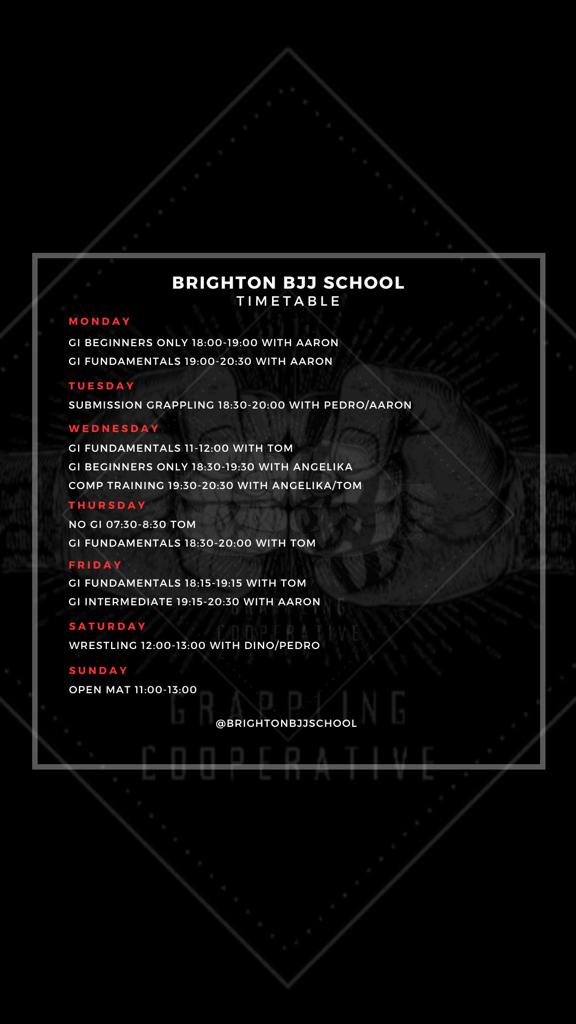 BRIGHTON BJJ SCHOOL
TIMETABLE
MONDAY
GI BEGINNERS ONLY 18:00-19:00 WITH AARON
GI FUNDAMENTALS 19:00-20:30 WITH AARON
TUESDAY
SUBMISSION GRAPPLING 18:30-20:00 WITH PEDRO/AARON
WEDNESDAY
GI FUNDAMENTALS 11-12:00 WITH TOM
GI BEGINNERS ONLY 18:30-19:30 WITH ANGELIKA
COMP TRAINING 19:30-20:30 WITH ANGELIKA/TOM
THURSDAY
NO GI 07:30-8:30 TOM
GI FUNDAMENTALS 18:30-20:00 WITH TOM
FRIDAY
GI FUNDAMENTALS 18:15-19:15 WITH TOM
GI INTERMEDIATE 19:15-20:30 WITH AARON
COOPERATIVE
SATURDAY
WRESTLING 12:00-13:00 WITH DINO/PEDRO
SUNDAY
OPEN MAT 11:00-13:00
GRAPPLING
@BRIGHTONBJJSCHOOL
COOPERATIVE